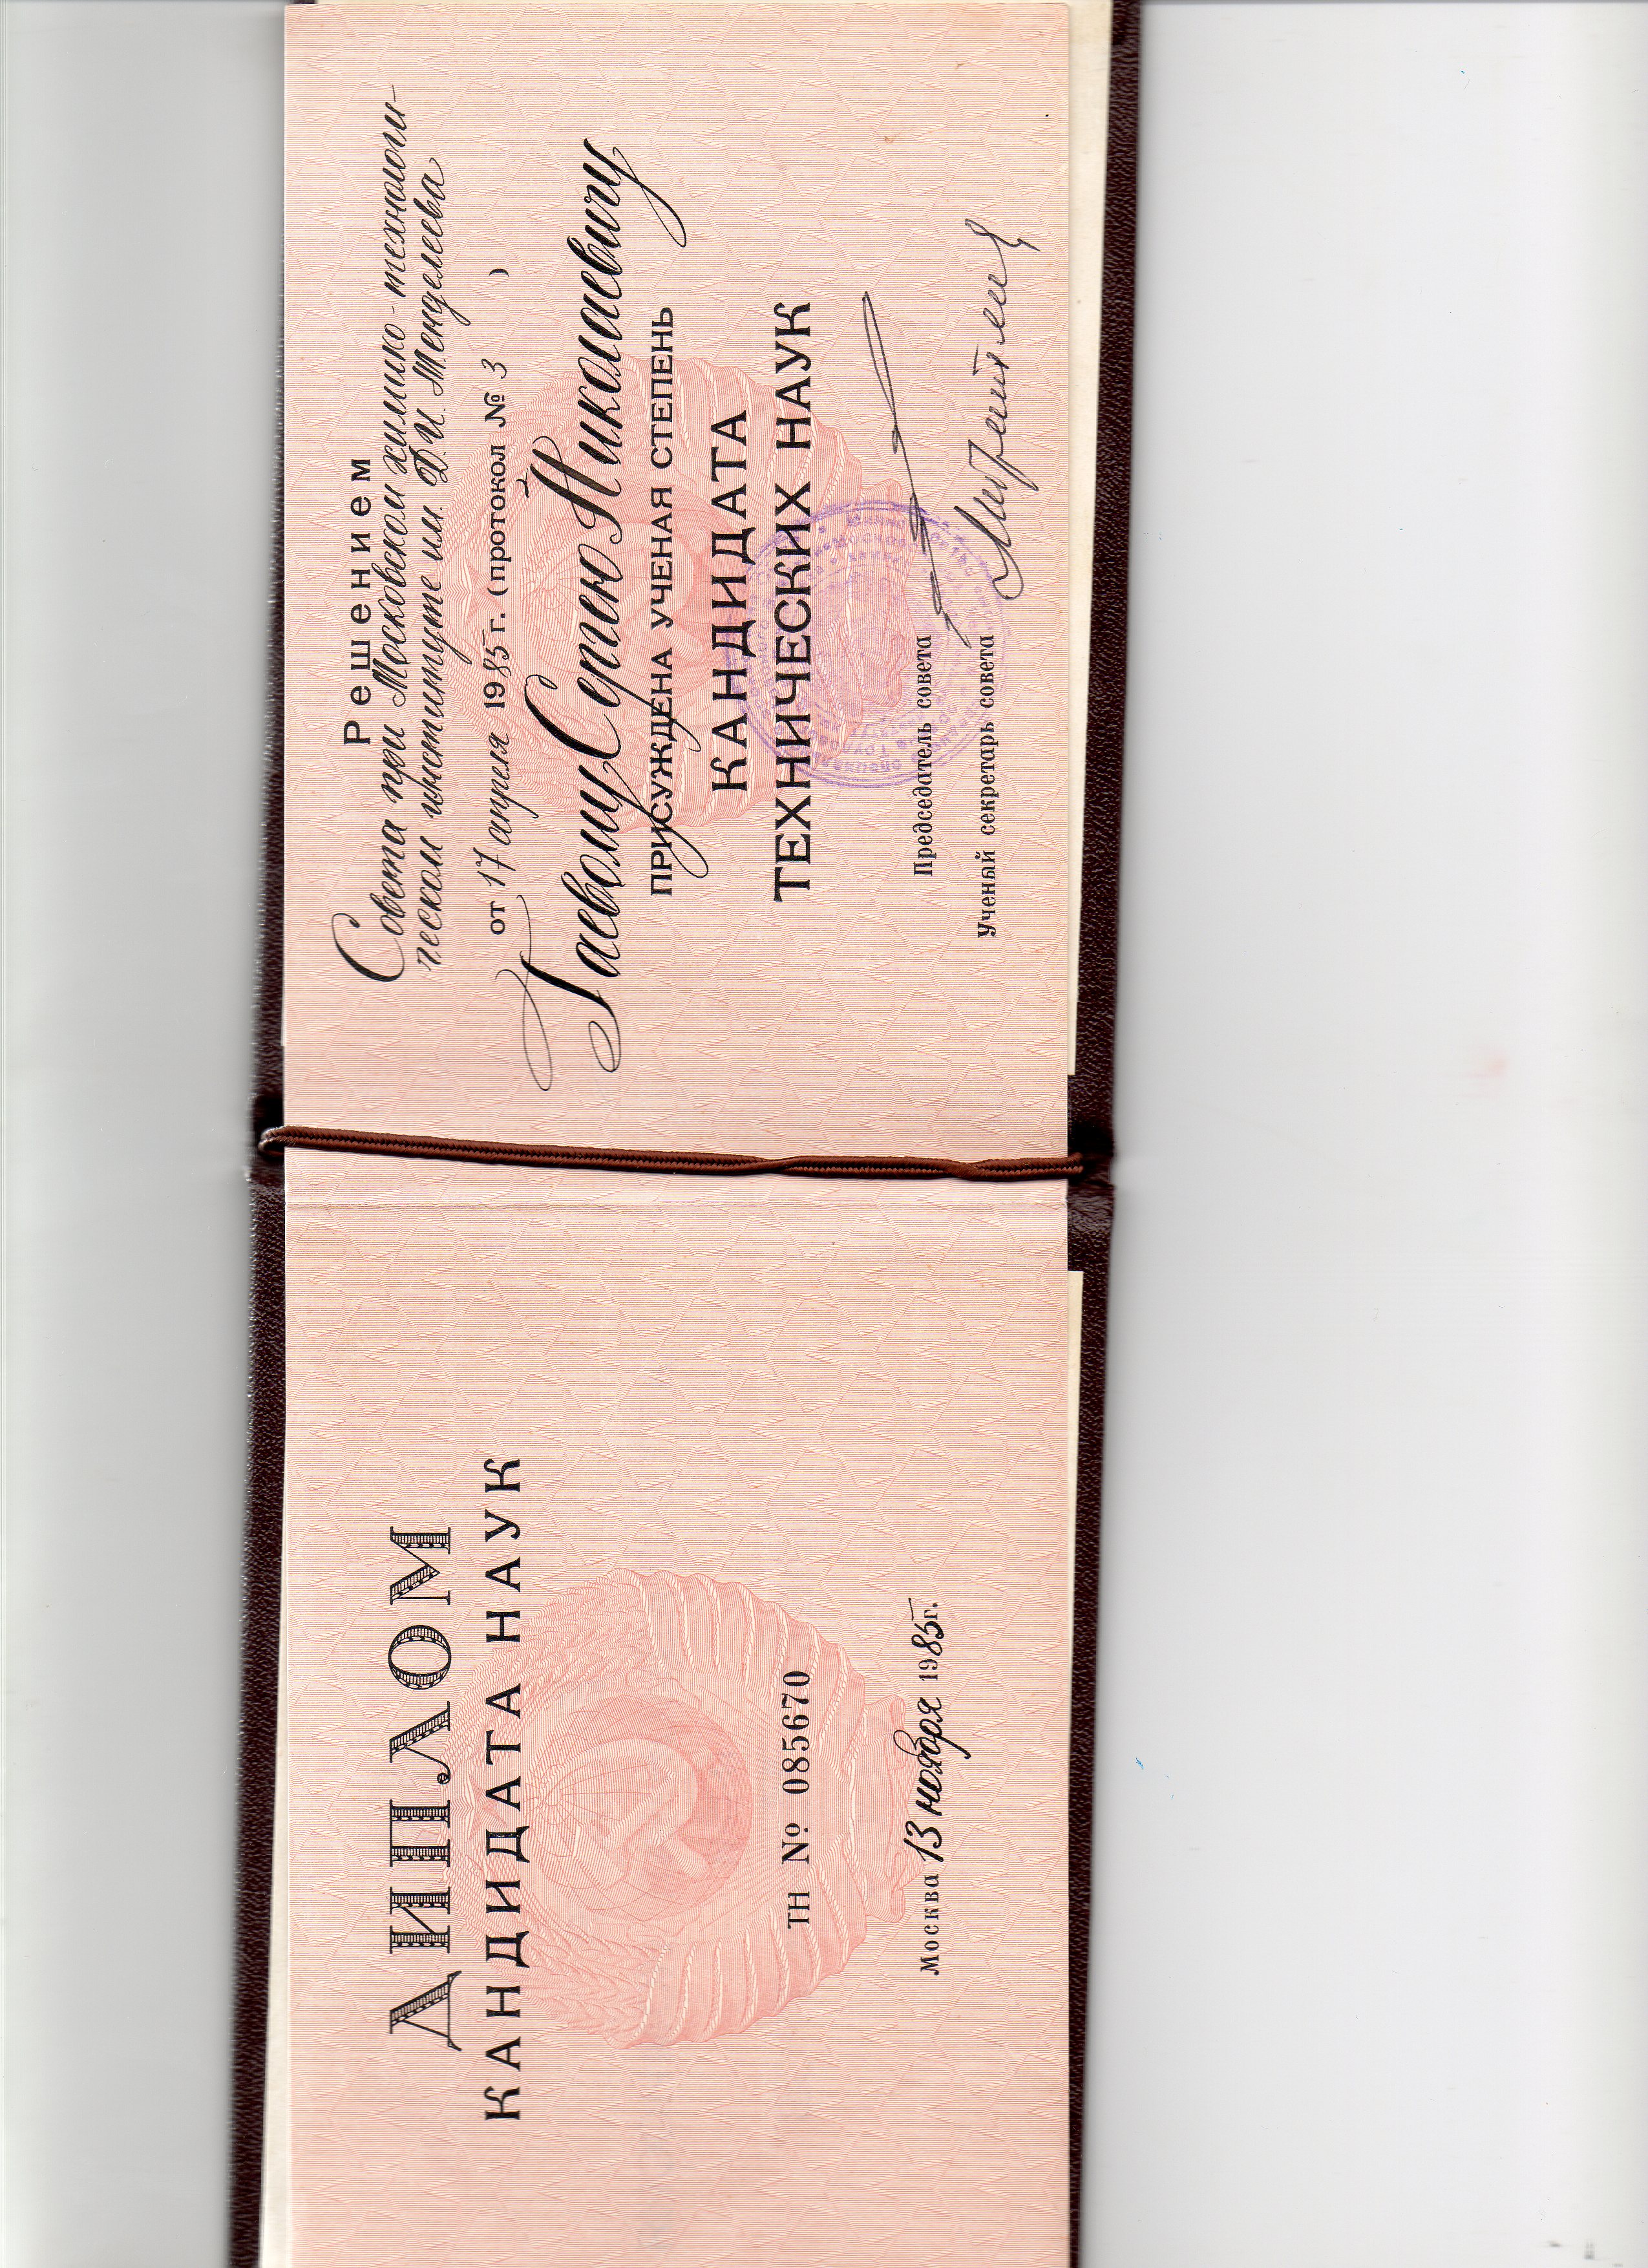 ДИПЛОМ
КАНДИДАТА НАУК
ТН № 085670
Москва 13 ноября 1985г.
Решением
Совета при Московском химико-технологи-
ческом институте им. Д. И. Менделеева
от 17 апреля 1985 г. (протокол № 3 )
Гаевому Сергею Николаевичу
ПРИСУЖДЕНА УЧЕНАЯ СТЕПЕНЬ
КАНДИДАТА
ТЕХНИЧЕСКИХ НАУК
Председатель совета
Ученый секретарь совета